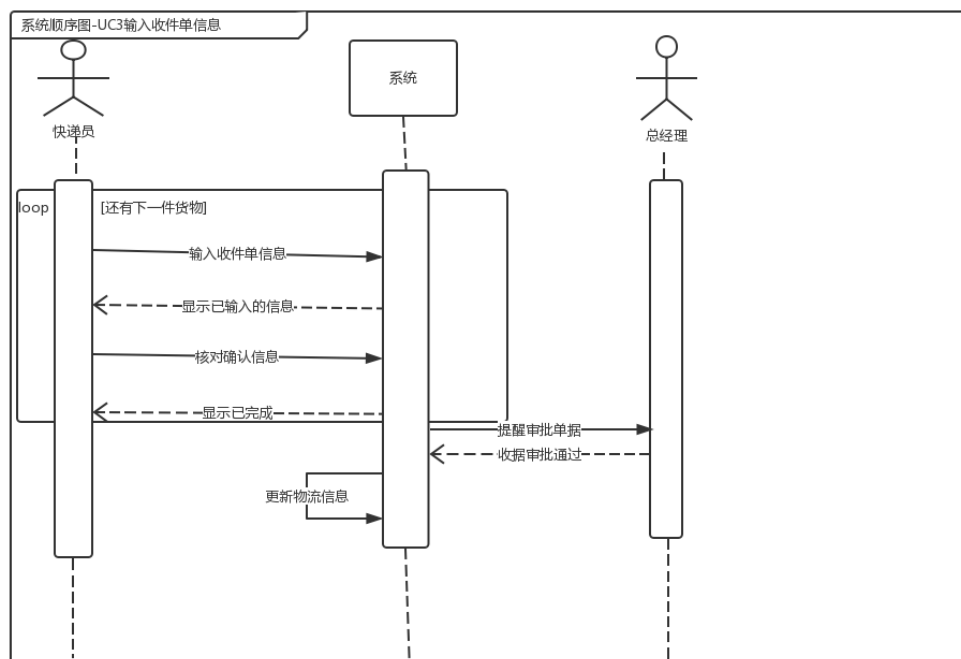 系统顺序图-UC3输入收件单信息
系统
快递员
总经理
loop
[还有下一件货物]
输入收件单信息
显示已输入的信息
核对确认信息
显示已完成
提醒审批单据
收据审批通过
更新物流信息